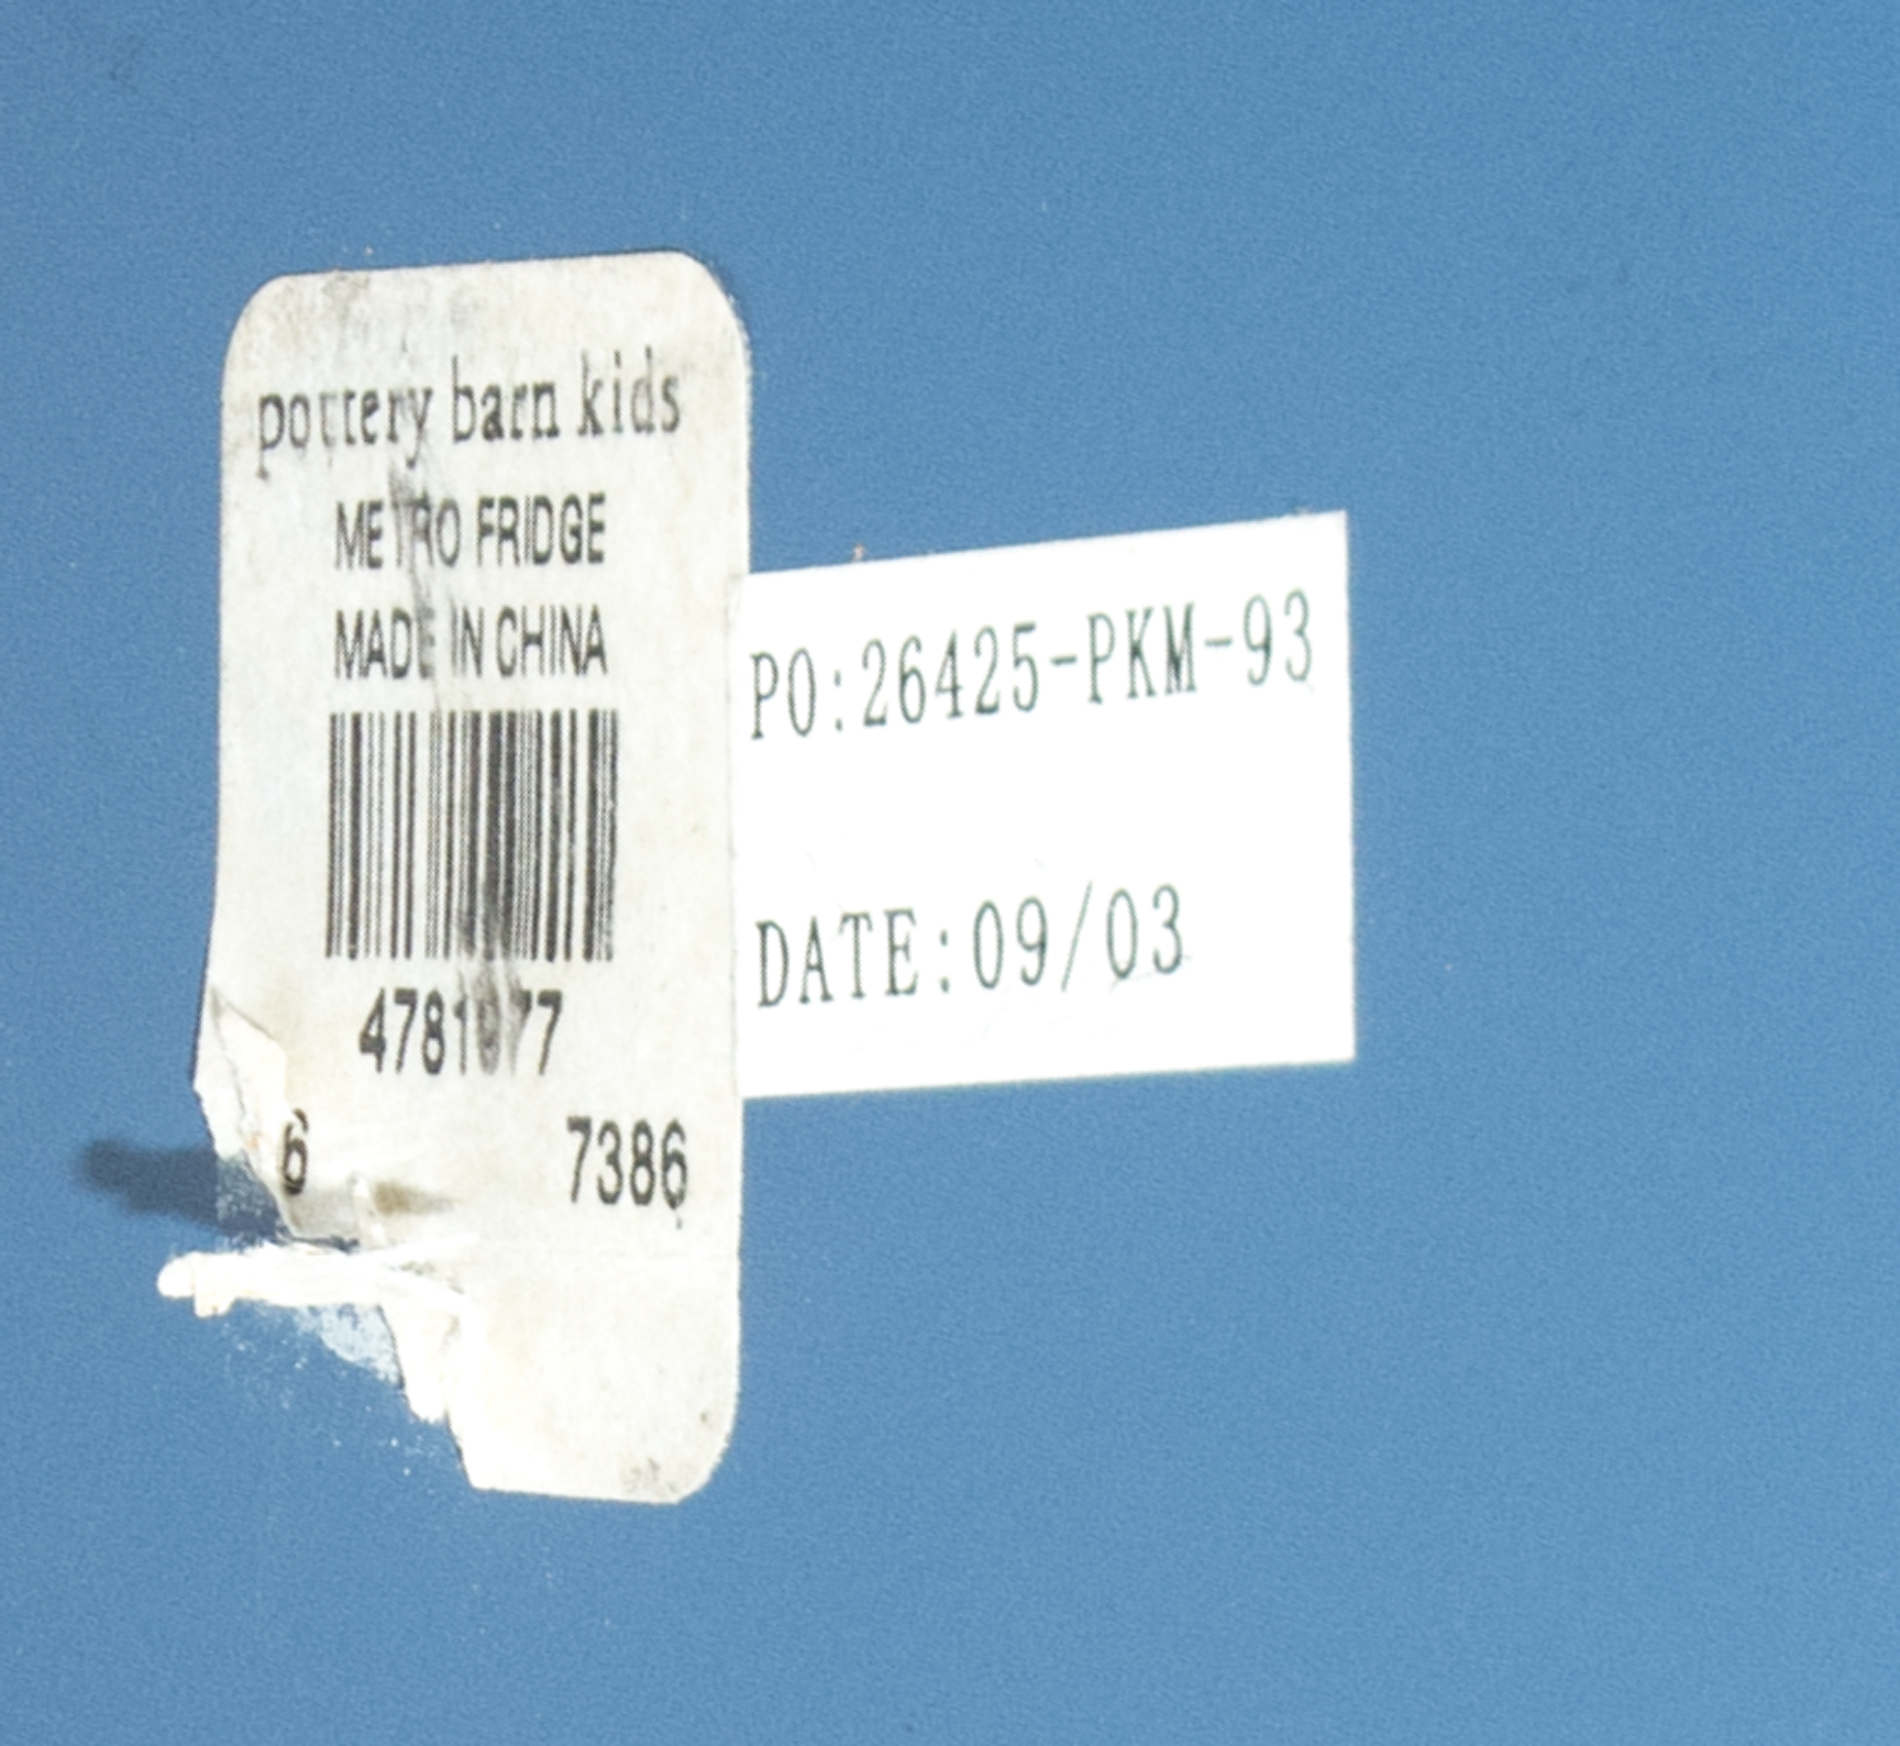 pottery barn kids
METRO FRIDGE
MADE IN CHINA
6 7386
PO:26425-PKM-93
DATE:09/03